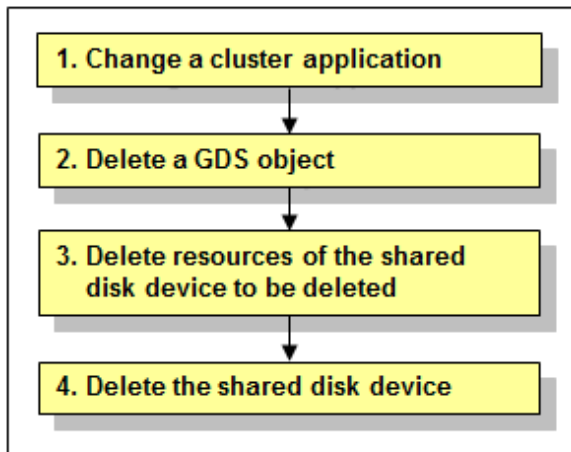 1. Change a cluster application
2. Delete a GDS object
3. Delete resources of the shared
disk device to be deleted
4. Delete the shared disk device